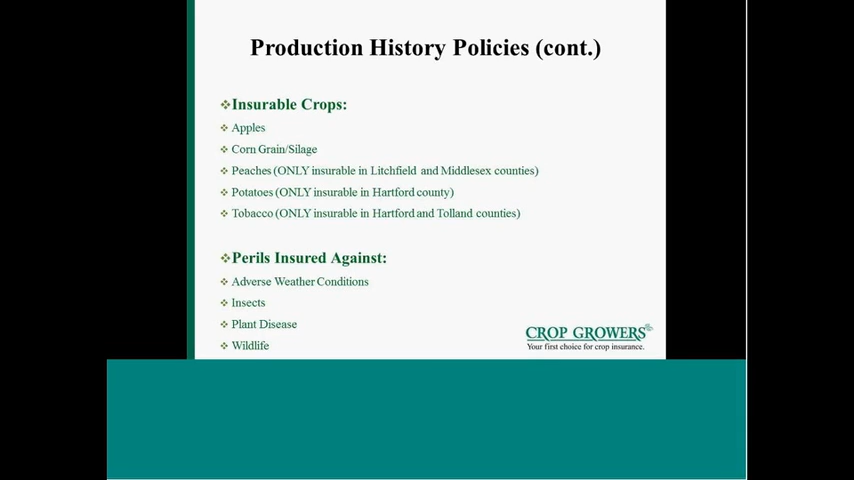 Production History Policies (cont.)
Insurable Crops:
Apples
Corn Grain/Silage
Peaches (ONLY insurable in Litchfield and Middlesex counties)
Potatoes (ONLY insurable in Hartford county)
Tobacco (ONLY insurable in Hartford and Tolland counties)
Perils Insured Against:
Adverse Weather Conditions
Insects
Plant Disease
Wildlife
CROP GROWERS
Your first choice for crop insurance.